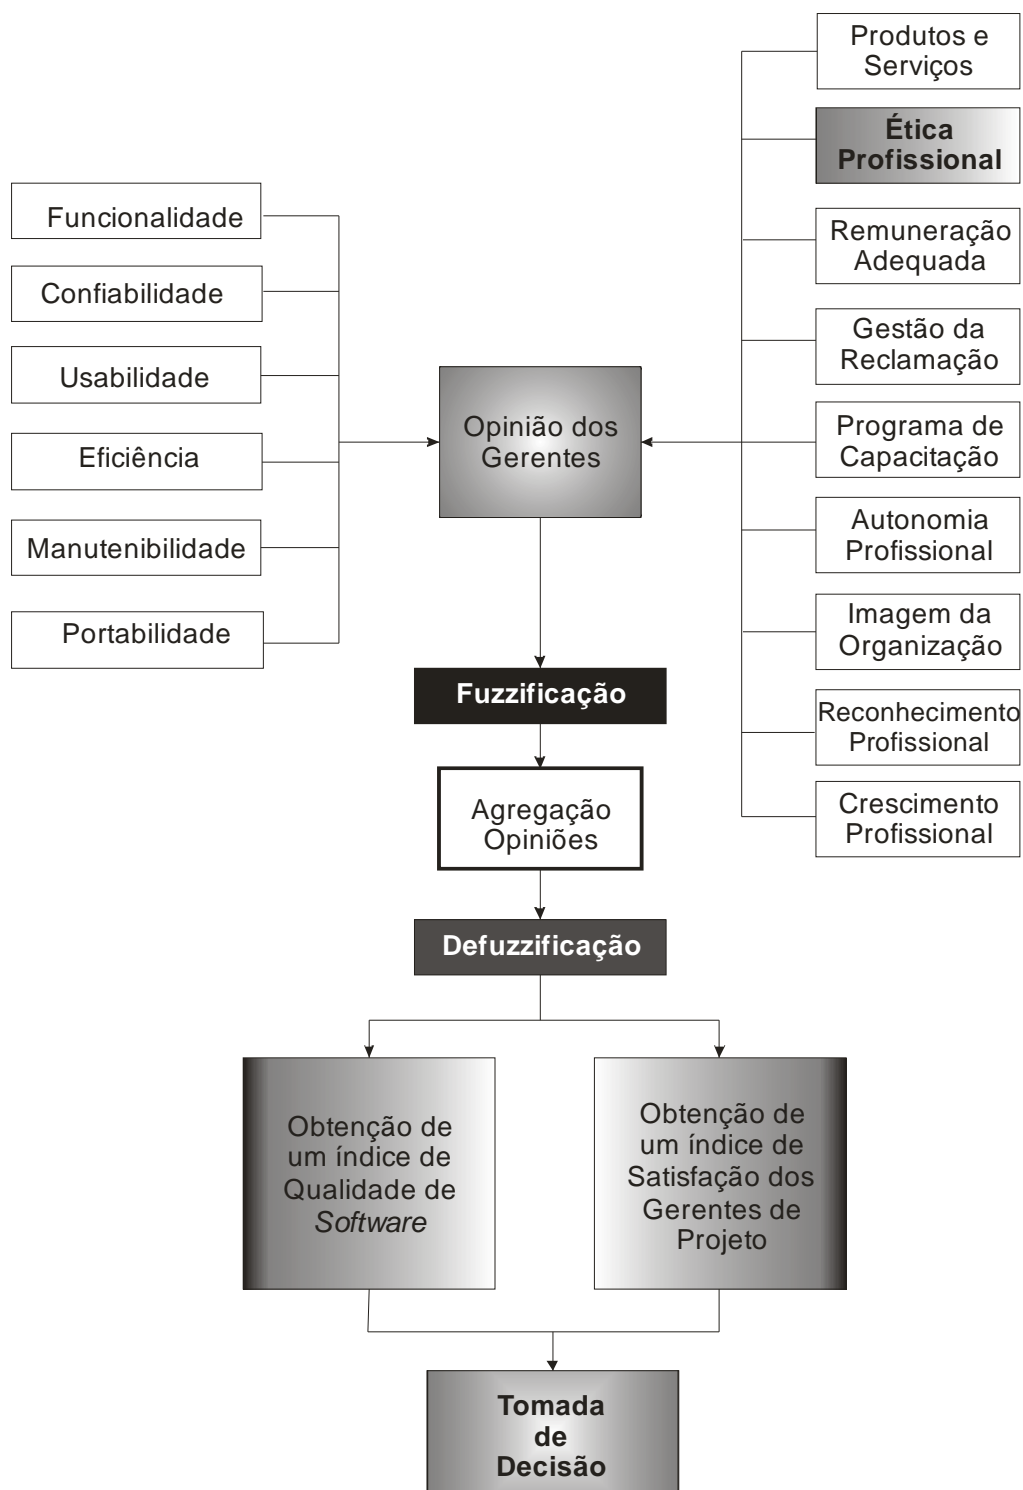 Funcionalidade
Confiabilidade
Usabilidade
Eficiência
Manutenibilidade
Portabilidade
Opinião dos
Gerentes
Produtos e
Serviços
Ética
Profissional
Remuneração
Adequada
Gestão da
Reclamação
Programa de
Capacitação
Autonomia
Profissional
Imagem da
Organização
Reconhecimento
Profissional
Crescimento
Profissional
Fuzzificação
Agregação
Opiniões
Defuzzificação
Obtenção de
um índice de
Qualidade de
Software
Obtenção de
um índice de
Satisfação dos
Gerentes de
Projeto
Tomada
de
Decisão